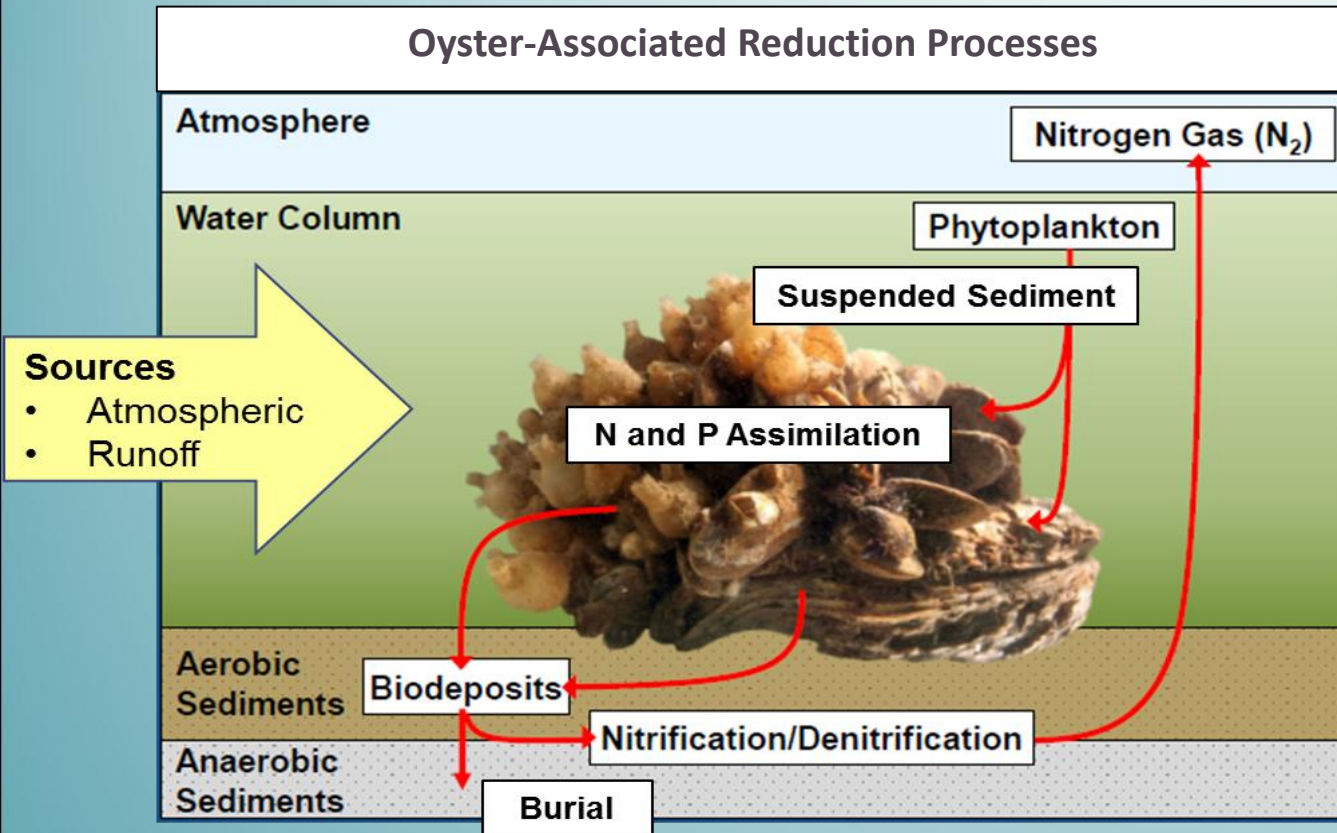 Oyster-Associated Reduction Processes
Atmosphere
Nitrogen Gas (N₂)
Water Column
Phytoplankton
Suspended Sediment
Sources
• Atmospheric
• Runoff
N and P Assimilation
Aerobic
Sediments
Biodeposits
Nitrification/Denitrification
Anaerobic
Sediments
Burial